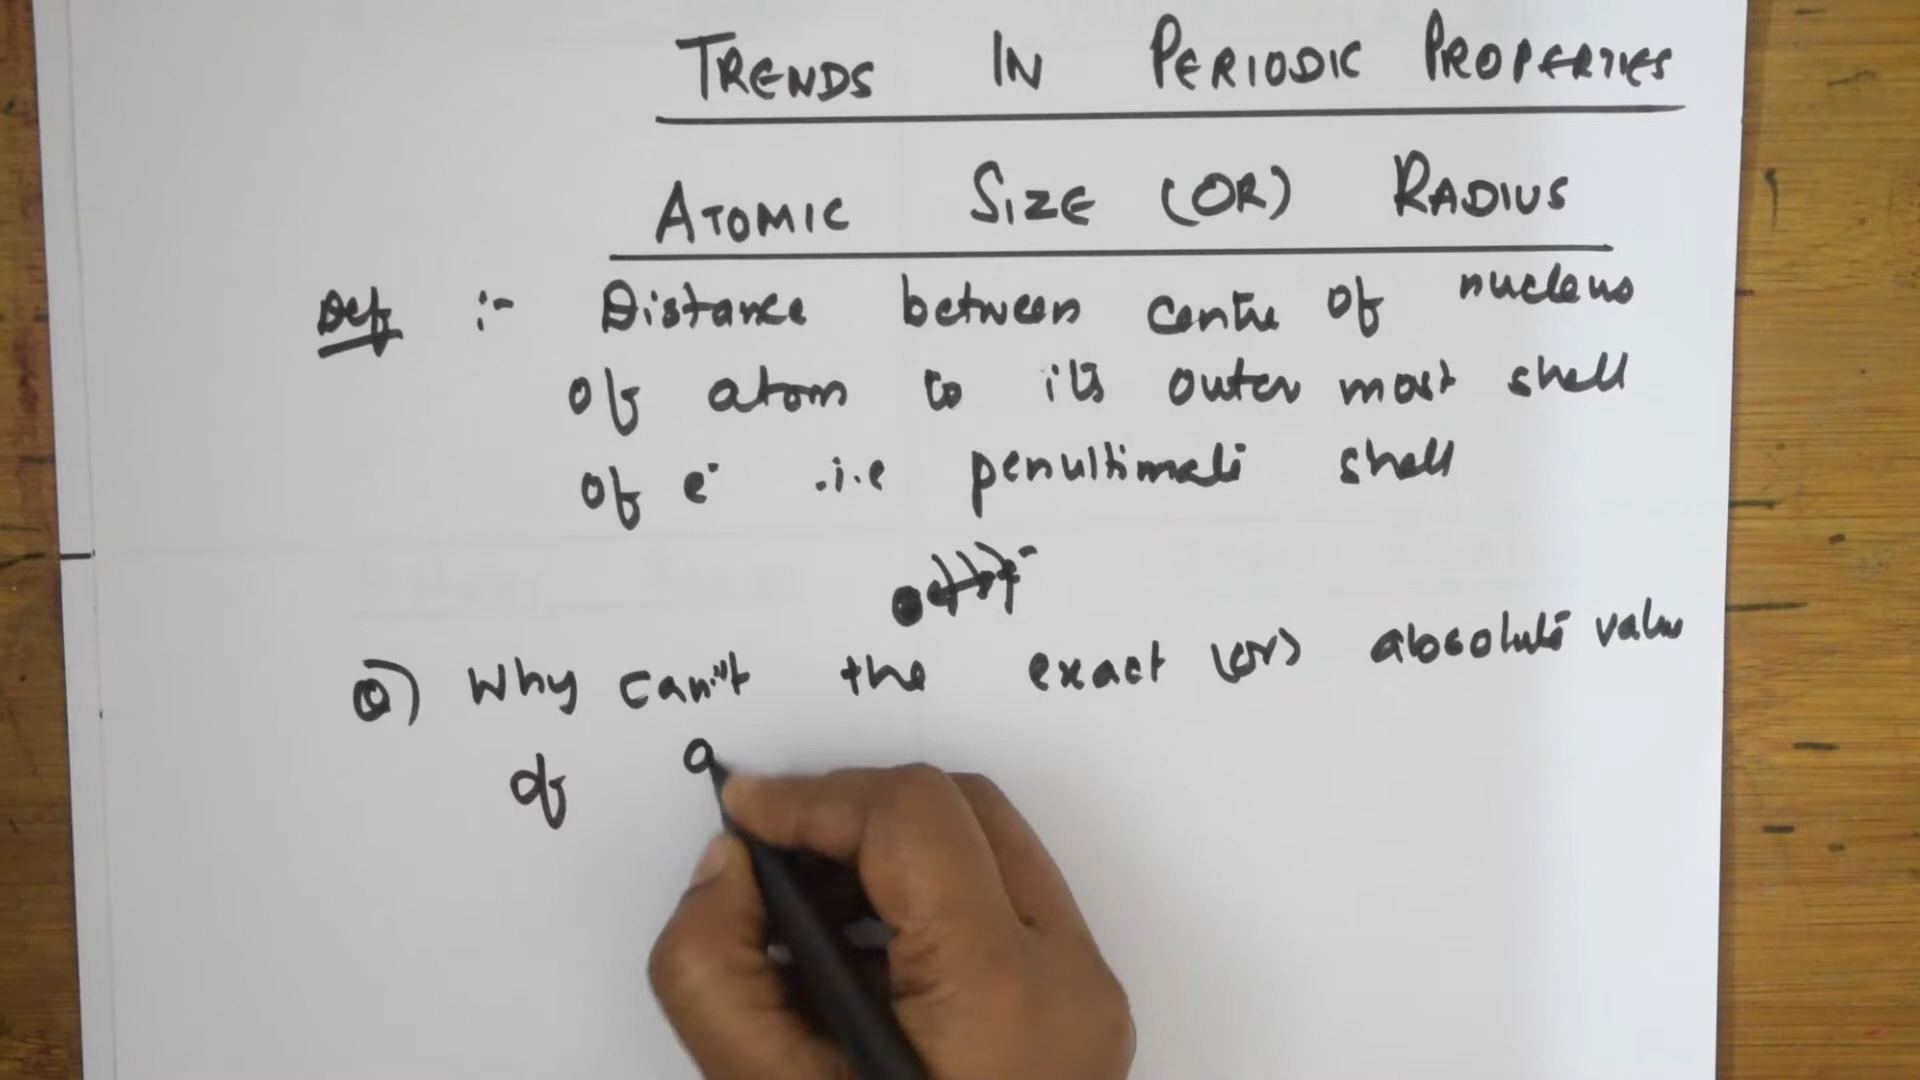 TRENDS IN PERIODIC PROPERTIES
ATOMIC SIZE (OR) RADIUS
Def :- Distance between centre of nucleus
of atom to its outer most shell
of e- .i.e penultimate shell
Q) Why can't the exact (or) absolute value
of a